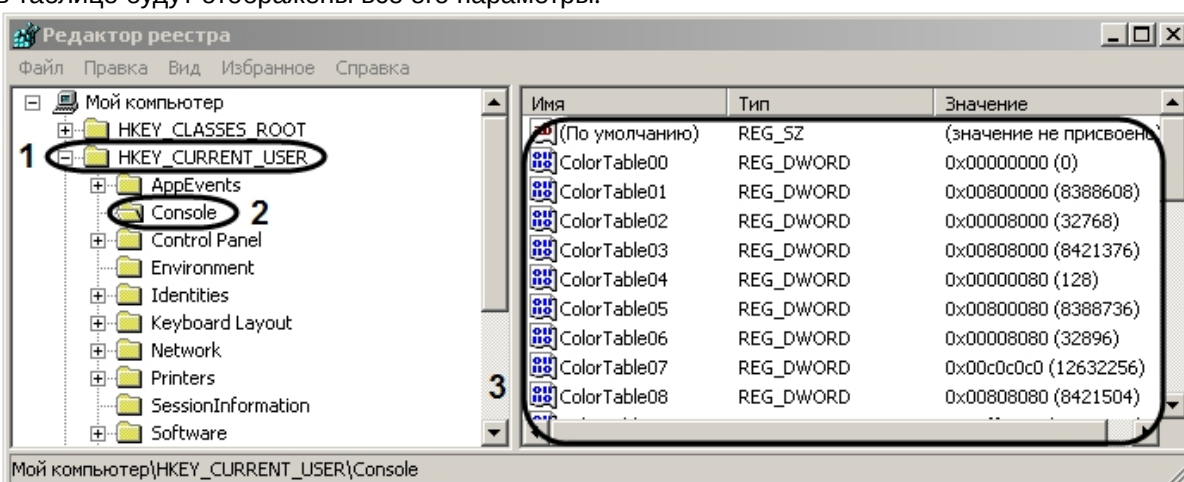 в таблице будут отображены все его параметры.
Редактор реестра
Файл Правка Вид Избранное Справка
Мой компьютер
HKEY_CLASSES_ROOT
1 HKEY_CURRENT_USER
AppEvents
Console 2
Control Panel
Environment
Identities
Keyboard Layout
Network
Printers
SessionInformation
Software
3
Имя Тип Значение
(По умолчанию) REG_SZ (значение не присвоено)
ColorTable00 REG_DWORD 0x00000000 (0)
ColorTable01 REG_DWORD 0x00800000 (8388608)
ColorTable02 REG_DWORD 0x00008000 (32768)
ColorTable03 REG_DWORD 0x00808000 (8421376)
ColorTable04 REG_DWORD 0x00000080 (128)
ColorTable05 REG_DWORD 0x00800080 (8388736)
ColorTable06 REG_DWORD 0x00008080 (32896)
ColorTable07 REG_DWORD 0x00c0c0c0 (12632256)
ColorTable08 REG_DWORD 0x00808080 (8421504)
Мой компьютер\HKEY_CURRENT_USER\Console